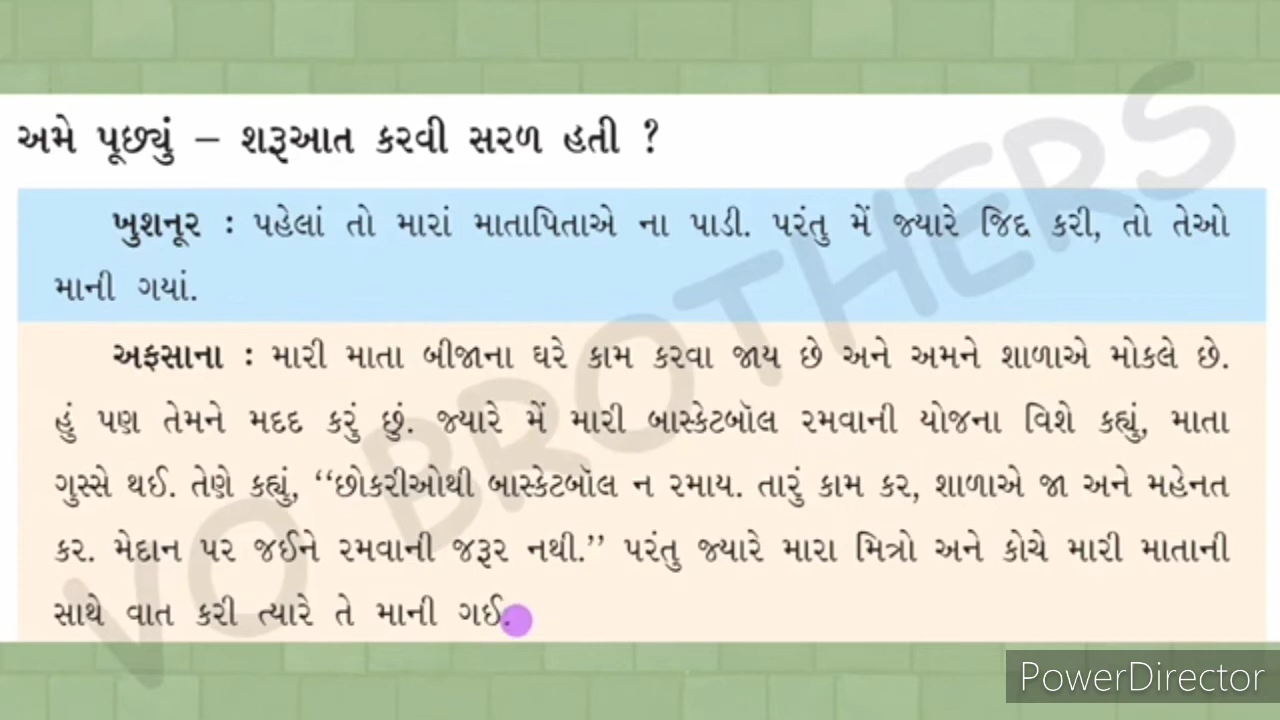 અમે પૂછ્યું – શરૂઆત કરવી સરળ હતી ?
ખુશનૂર : પહેલાં તો મારાં માતાપિતાએ ના પાડી. પરંતુ મેં જ્યારે જિદ્દ કરી, તો તેઓ
માની ગયાં.
અફસાના : મારી માતા બીજાના ઘરે કામ કરવા જાય છે અને અમને શાળાએ મોકલે છે.
હું પણ તેમને મદદ કરું છું. જ્યારે મેં મારી બાસ્કેટબૉલ રમવાની યોજના વિશે કહ્યું, માતા
ગુસ્સે થઈ. તેણે કહ્યું, “છોકરીઓથી બાસ્કેટબૉલ ન રમાય. તારું કામ કર, શાળાએ જા અને મહેનત
કર. મેદાન પર જઈને રમવાની જરૂર નથી.” પરંતુ જ્યારે મારા મિત્રો અને કોચે મારી માતાની
સાથે વાત કરી ત્યારે તે માની ગઈ.
VO BROTHERS
PowerDirector